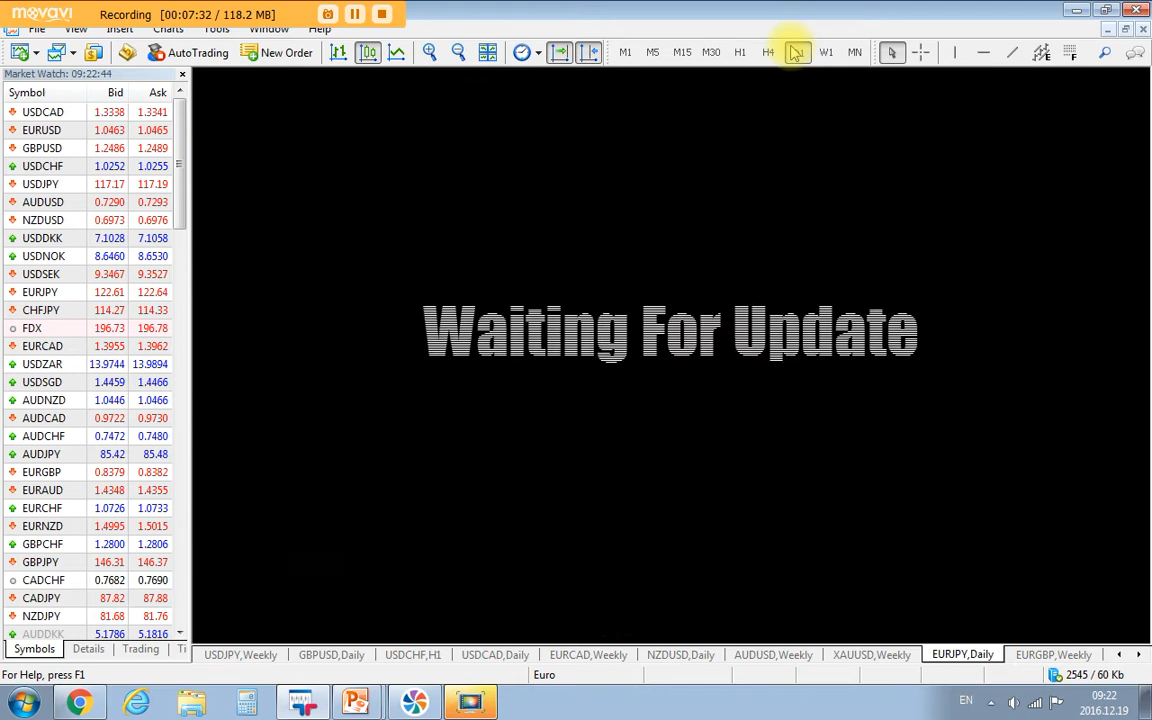 movavi Recording [00:07:32 / 118.2 MB]
File View Insert Charts Tools Window Help
AutoTrading New Order M1 M5 M15 M30 H1 H4 W1 MN
Market Watch: 09:22:44
Symbol Bid Ask
USDCAD 1.3338 1.3341
EURUSD 1.0463 1.0465
GBPUSD 1.2486 1.2489
USDCHF 1.0252 1.0255
USDJPY 117.17 117.19
AUDUSD 0.7290 0.7293
NZDUSD 0.6973 0.6976
USDDKK 7.1028 7.1058
USDNOK 8.6460 8.6530
USDSEK 9.3467 9.3527
EURJPY 122.61 122.64
CHFJPY 114.27 114.33
FDX 196.73 196.78
EURCAD 1.3955 1.3962
USDZAR 13.9744 13.9894
USDSGD 1.4459 1.4466
AUDNZD 1.0446 1.0466
AUDCAD 0.9722 0.9730
AUDCHF 0.7472 0.7480
AUDJPY 85.42 85.48
EURGBP 0.8379 0.8382
EURAUD 1.4348 1.4355
EURCHF 1.0726 1.0733
EURNZD 1.4995 1.5015
GBPCHF 1.2800 1.2806
GBPJPY 146.31 146.37
CADCHF 0.7682 0.7690
CADJPY 87.82 87.88
NZDJPY 81.68 81.76
AUDDKK 5.1786 5.1816
Waiting For Update
Symbols Details Trading Ti
USDJPY,Weekly GBPUSD,Daily USDCHF,H1 USDCAD,Daily EURCAD,Weekly NZDUSD,Daily AUDUSD,Weekly XAUUSD,Weekly EURJPY,Daily EURGBP,Weekly
For Help, press F1 Euro 2545 / 60 Kb
EN 09:22
2016.12.19